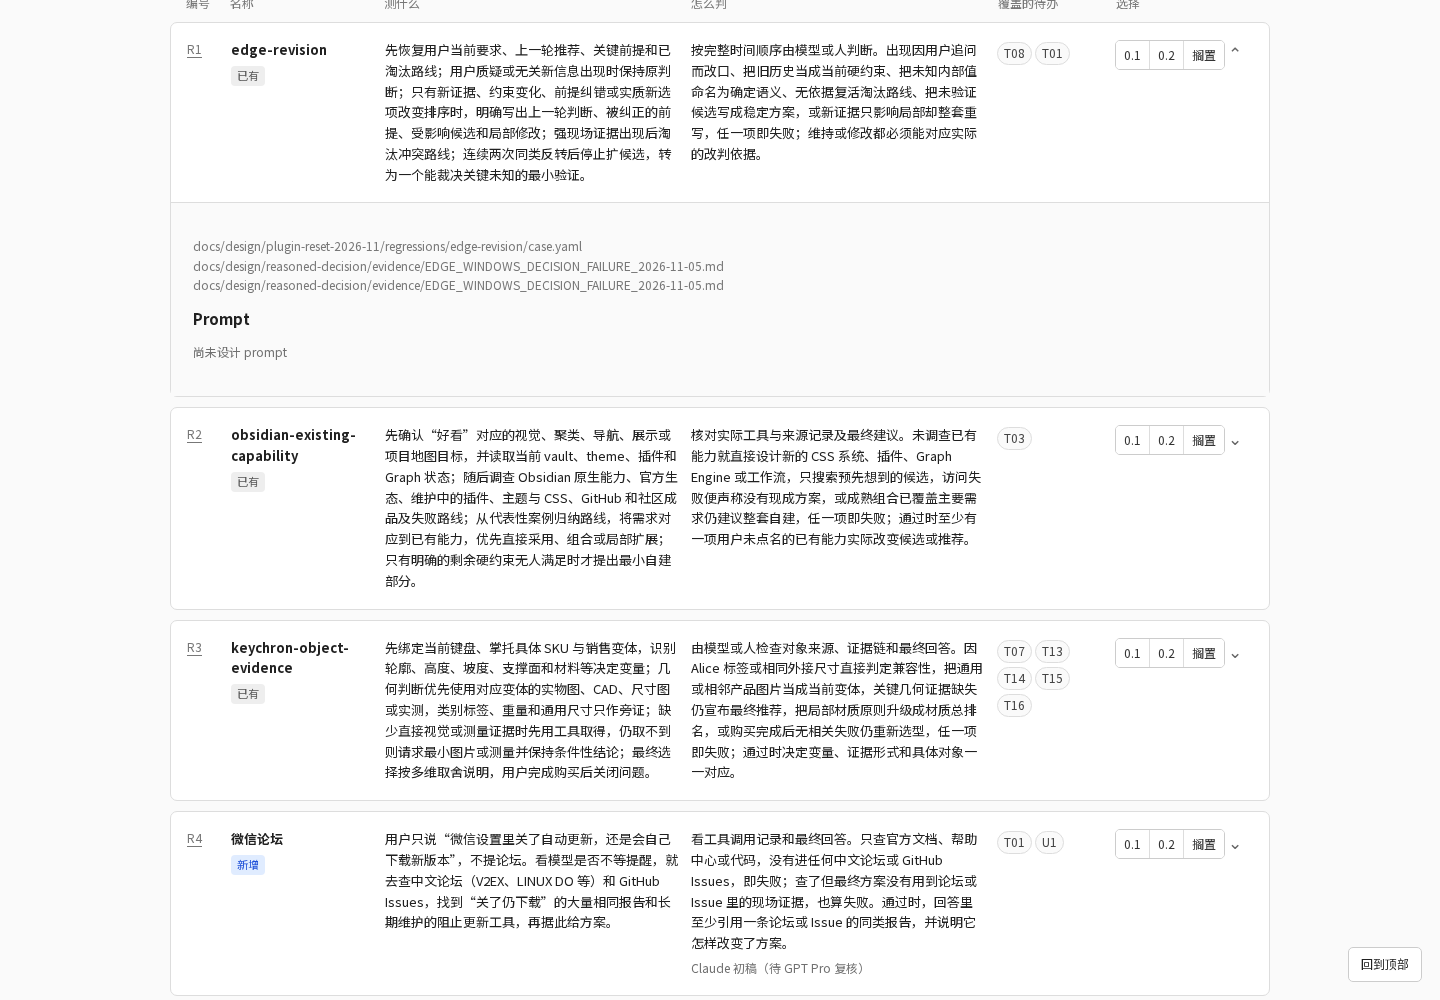 编号 名称 测什么 怎么判 覆盖的待办 选择
R1
edge-revision
已有
先恢复用户当前要求、上一轮推荐、关键前提和已
淘汰路线；用户质疑或无关新信息出现时保持原判
断；只有新证据、约束变化、前提纠错或实质新选
项改变排序时，明确写出上一轮判断、被纠正的前
提、受影响候选和局部修改；强现场证据出现后淘
汰冲突路线；连续两次同类反转后停止扩候选，转
为一个能裁决关键未知的最小验证。
按完整时间顺序由模型或人判断。出现因用户追问
而改口、把旧历史当成当前硬约束、把未知内部值
命名为确定语义、无依据复活淘汰路线、把未验证
候选写成稳定方案，或新证据只影响局部却整套重
写，任一项即失败；维持或修改都必须能对应实际
的改判依据。
T08 T01
0.1 0.2 搁置
docs/design/plugin-reset-2026-11/regressions/edge-revision/case.yaml
docs/design/reasoned-decision/evidence/EDGE_WINDOWS_DECISION_FAILURE_2026-11-05.md
docs/design/reasoned-decision/evidence/EDGE_WINDOWS_DECISION_FAILURE_2026-11-05.md
Prompt
尚未设计 prompt
R2
obsidian-existing-
capability
已有
先确认“好看”对应的视觉、聚类、导航、展示或
项目地图目标，并读取当前 vault、theme、插件和
Graph 状态；随后调查 Obsidian 原生能力、官方生
态、维护中的插件、主题与 CSS、GitHub 和社区成
品及失败路线；从代表性案例归纳路线，将需求对
应到已有能力，优先直接采用、组合或局部扩展；
只有明确的剩余硬约束无人满足时才提出最小自建
部分。
核对实际工具与来源记录及最终建议。未调查已有
能力就直接设计新的 CSS 系统、插件、Graph
Engine 或工作流，只搜索预先想到的候选，访问失
败便声称没有现成方案，或成熟组合已覆盖主要需
求仍建议整套自建，任一项即失败；通过时至少有
一项用户未点名的已有能力实际改变候选或推荐。
T03
0.1 0.2 搁置
R3
keychron-object-
evidence
已有
先绑定当前键盘、掌托具体 SKU 与销售变体，识别
轮廓、高度、坡度、支撑面和材料等决定变量；几
何判断优先使用对应变体的实物图、CAD、尺寸图
或实测，类别标签、重量和通用尺寸只作旁证；缺
少直接视觉或测量证据时先用工具取得，仍取不到
则请求最小图片或测量并保持条件性结论；最终选
择按多维取舍说明，用户完成购买后关闭问题。
由模型或人检查对象来源、证据链和最终回答。因
Alice 标签或相同外接尺寸直接判定兼容性，把通用
或相邻产品图片当成当前变体，关键几何证据缺失
仍宣布最终推荐，把局部材质原则升级成材质总排
名，或购买完成后无相关失败仍重新选型，任一项
即失败；通过时决定变量、证据形式和具体对象一
一对应。
T07 T13
T14 T15
T16
0.1 0.2 搁置
R4
微信论坛
新增
用户只说“微信设置里关了自动更新，还是会自己
下载新版本”，不提论坛。看模型是否不等提醒，就
去查中文论坛（V2EX、LINUX DO 等）和 GitHub
Issues，找到“关了仍下载”的大量相同报告和长
期维护的阻止更新工具，再据此给方案。
看工具调用记录和最终回答。只查官方文档、帮助
中心或代码，没有进任何中文论坛或 GitHub
Issues，即失败；查了但最终方案没有用到论坛或
Issue 里的现场证据，也算失败。通过时，回答里
至少引用一条论坛或 Issue 的同类报告，并说明它
怎样改变了方案。
Claude 初稿（待 GPT Pro 复核）
T01 U1
0.1 0.2 搁置
回到顶部